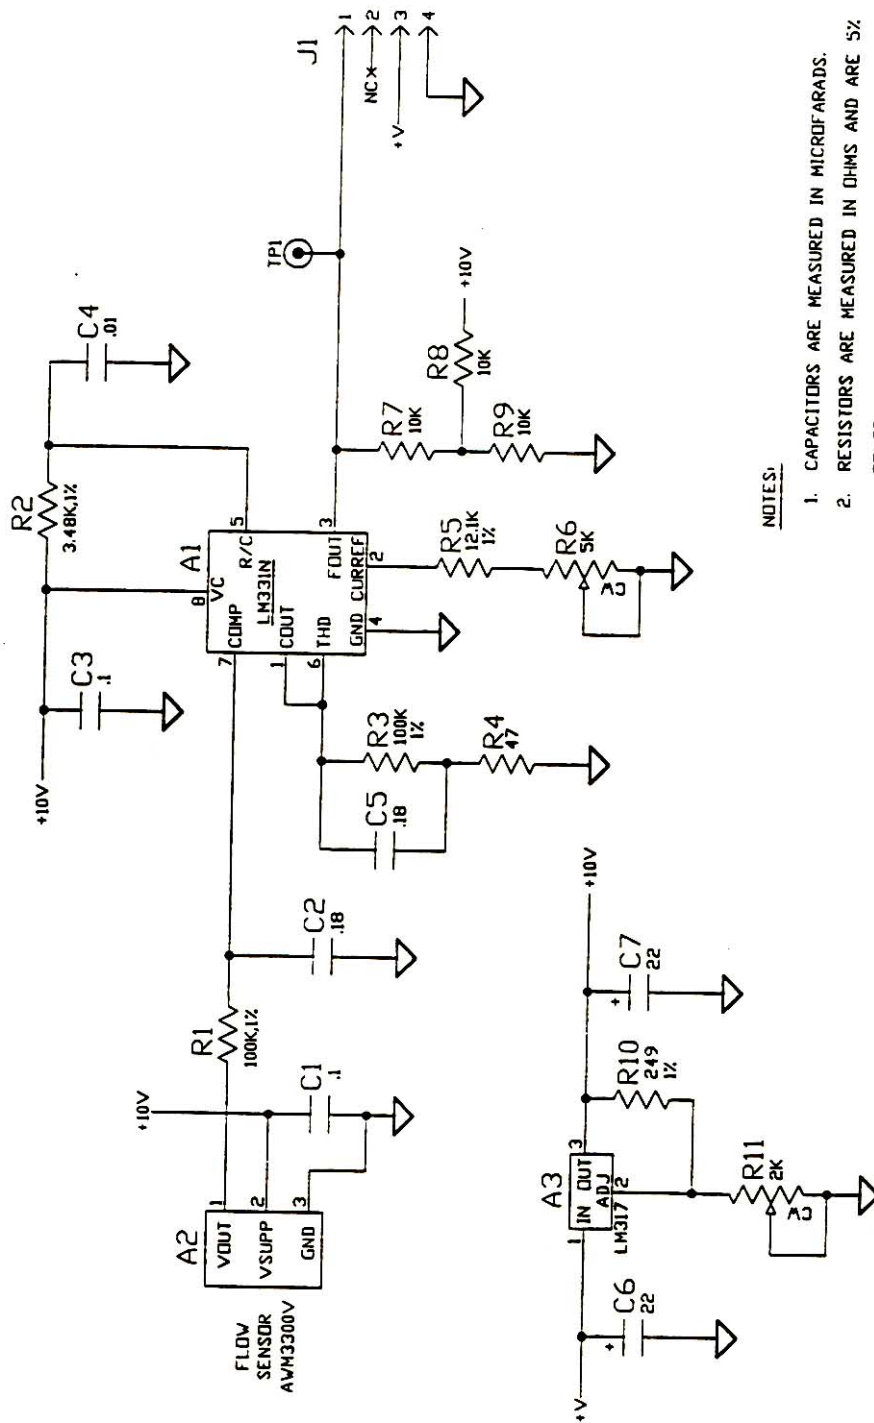 +10V
C3
.1
R2
3.48K,1%
C4
.01
J1
1
NC×
2
+V
3
4
TP1
A1
8
VC
7
COMP
5
R/C
LM331N
1
COUT
6
THD
3
FOUT
2
CURREF
4
GND
FLOW
SENSOR
AWM3300V
A2
VOUT
1
VSUPP
2
GND
3
+10V
C1
.1
R1
100K,1%
C2
.18
C5
.18
R3
100K
1%
R4
47
R5
12.1K
1%
R6
5K
CW
R7
10K
R8
10K
+10V
R9
10K
+V
C6
22
+
A3
1
IN
OUT
3
ADJ
2
LM317
R10
249
1%
R11
2K
CW
C7
22
+
+10V
NOTES:
1. CAPACITORS ARE MEASURED IN MICROFARADS.
2. RESISTORS ARE MEASURED IN OHMS AND ARE 5%